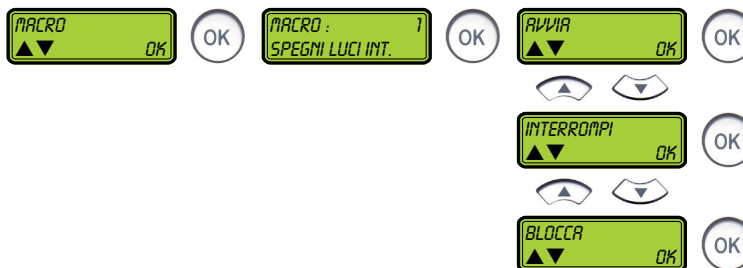 MACRO
▲▼ OK
OK
MACRO : 1
SPEGNI LUCI INT.
OK
AVVIA
▲▼ OK
OK
▲ ▼
INTERROMPI
▲▼ OK
OK
▲ ▼
BLOCCA
▲▼ OK
OK